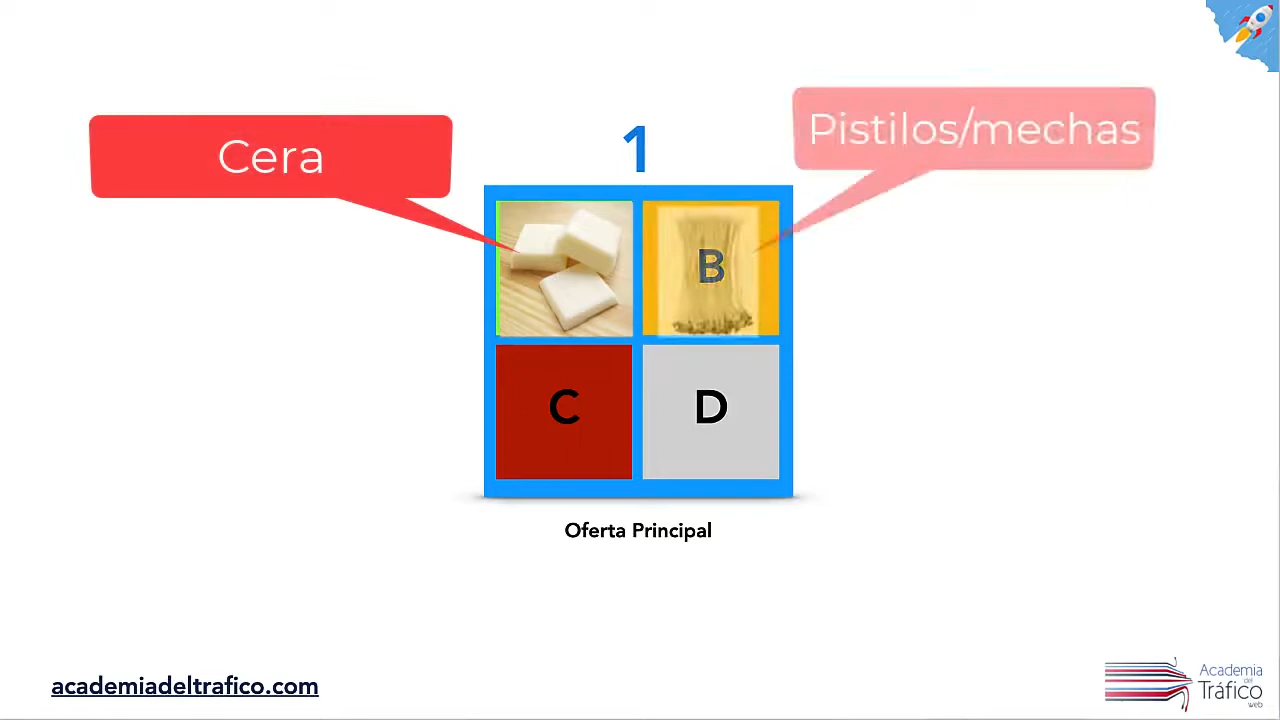 Cera
Pistilos/mechas
1
B
C
D
Oferta Principal
academiadeltrafico.com
Academia
del
Tráfico
web